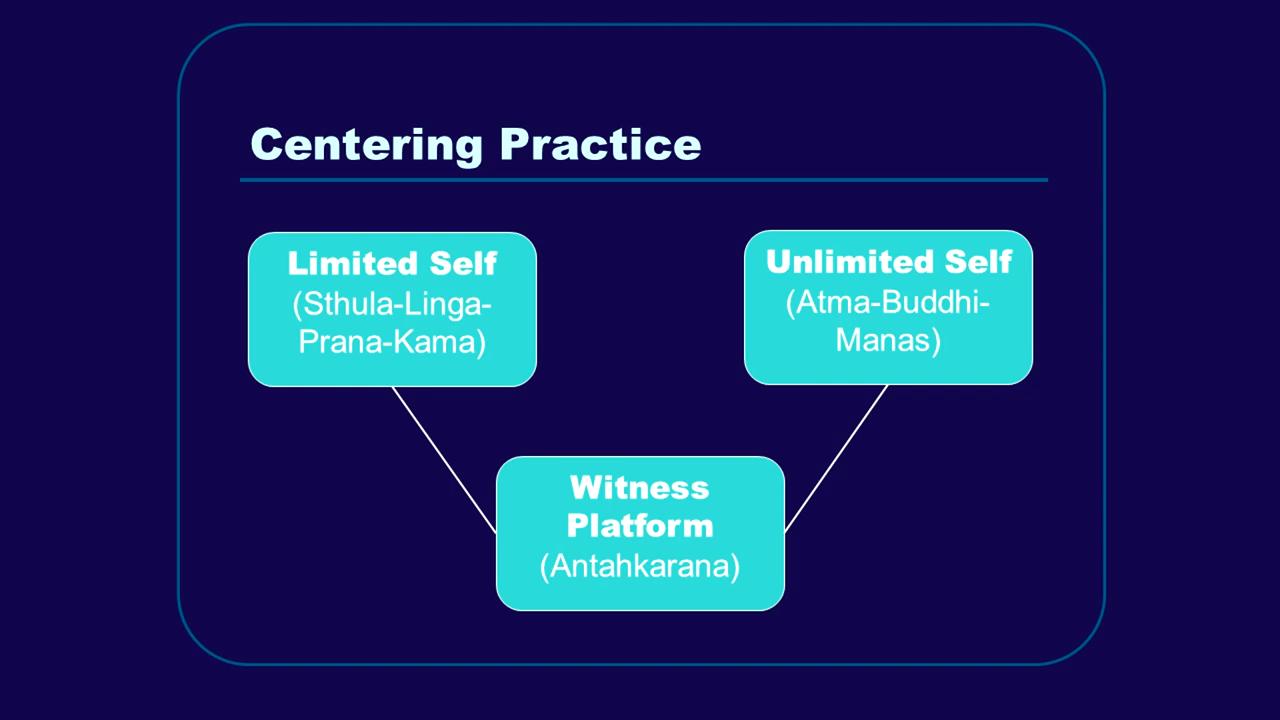 Centering Practice
Limited Self
(Sthula-Linga-
Prana-Kama)
Unlimited Self
(Atma-Buddhi-
Manas)
Witness
Platform
(Antahkarana)